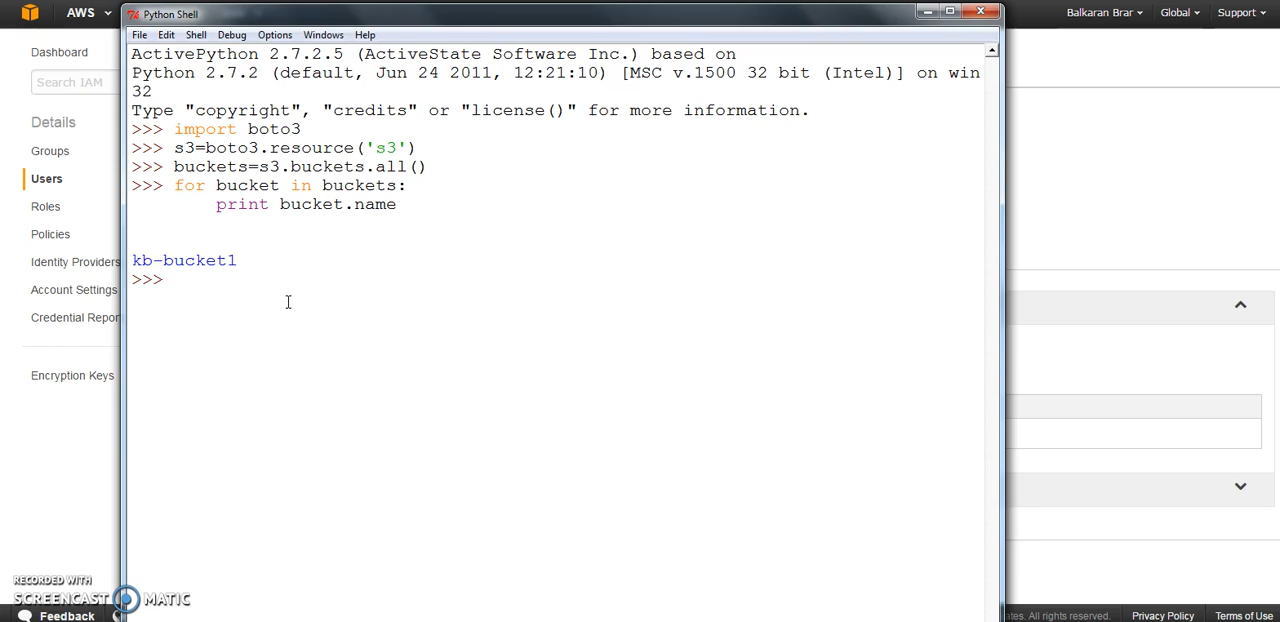 AWS
Python Shell
Balkaran Brar
Global
Support
File Edit Shell Debug Options Windows Help
Dashboard
Search IAM
Details
Groups
Users
Roles
Policies
Identity Providers
Account Settings
Credential Repor
Encryption Keys
ActivePython 2.7.2.5 (ActiveState Software Inc.) based on
Python 2.7.2 (default, Jun 24 2011, 12:21:10) [MSC v.1500 32 bit (Intel)] on win
32
Type "copyright", "credits" or "license()" for more information.
>>> import boto3
>>> s3=boto3.resource('s3')
>>> buckets=s3.buckets.all()
>>> for bucket in buckets:
print bucket.name
kb-bucket1
>>>
RECORDED WITH
SCREENCAST MATIC
Feedback
ates. All rights reserved.
Privacy Policy
Terms of Use